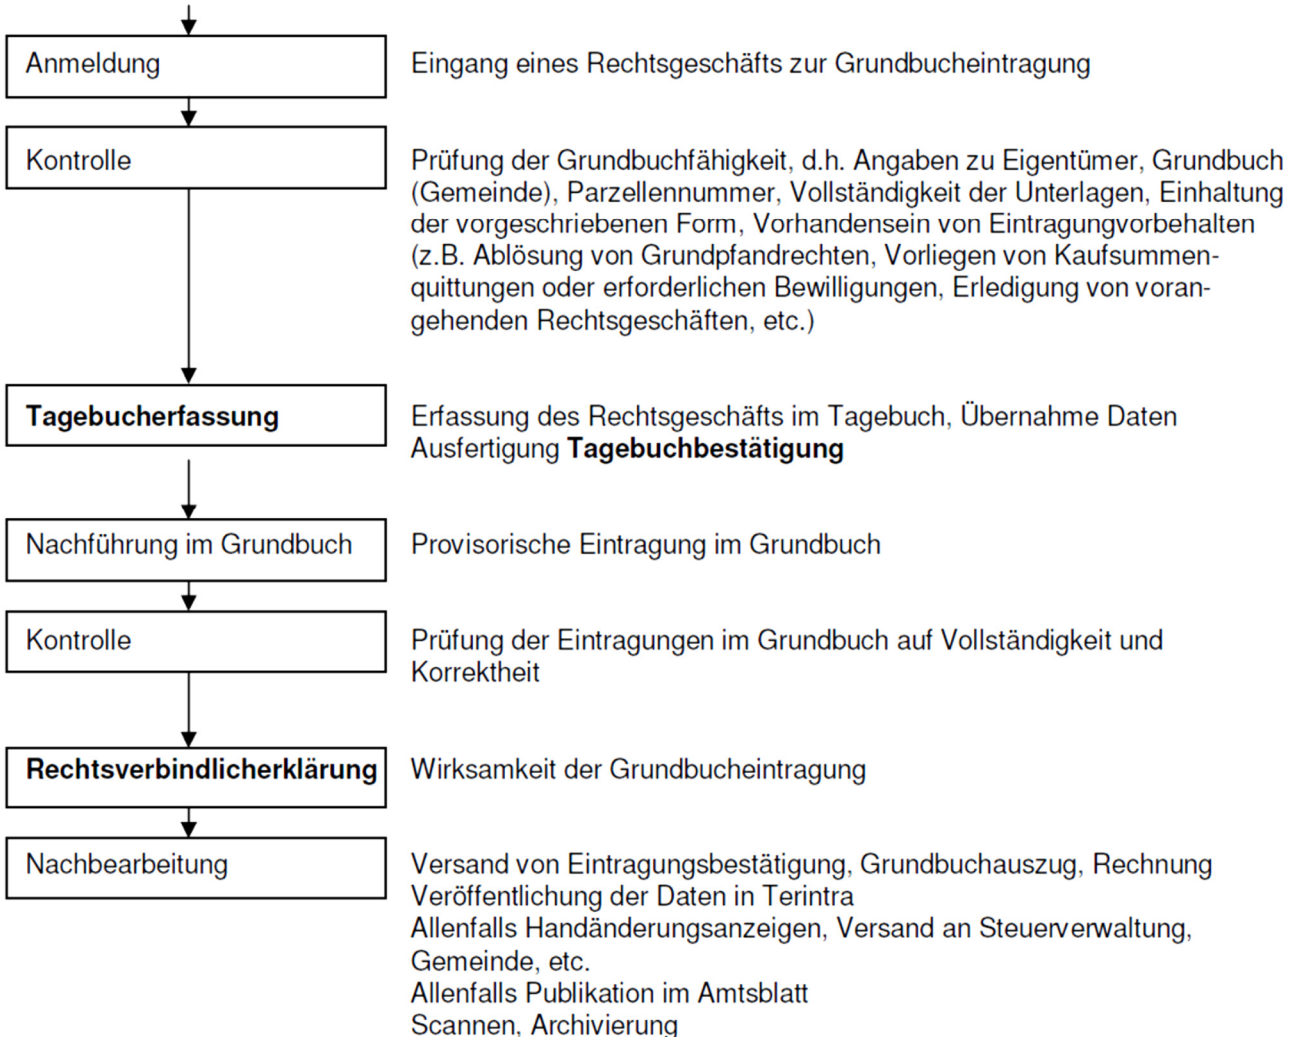 Anmeldung
Eingang eines Rechtsgeschäfts zur Grundbucheintragung
Kontrolle
Prüfung der Grundbuchfähigkeit, d.h. Angaben zu Eigentümer, Grundbuch
(Gemeinde), Parzellennummer, Vollständigkeit der Unterlagen, Einhaltung
der vorgeschriebenen Form, Vorhandensein von Eintragungvorbehalten
(z.B. Ablösung von Grundpfandrechten, Vorliegen von Kaufsummen-
quittungen oder erforderlichen Bewilligungen, Erledigung von voran-
gehenden Rechtsgeschäften, etc.)
Tagebucherfassung
Erfassung des Rechtsgeschäfts im Tagebuch, Übernahme Daten
Ausfertigung Tagebuchbestätigung
Nachführung im Grundbuch
Provisorische Eintragung im Grundbuch
Kontrolle
Prüfung der Eintragungen im Grundbuch auf Vollständigkeit und
Korrektheit
Rechtsverbindlicherklärung
Wirksamkeit der Grundbucheintragung
Nachbearbeitung
Versand von Eintragungsbestätigung, Grundbuchauszug, Rechnung
Veröffentlichung der Daten in Terintra
Allenfalls Handänderungsanzeigen, Versand an Steuerverwaltung,
Gemeinde, etc.
Allenfalls Publikation im Amtsblatt
Scannen, Archivierung